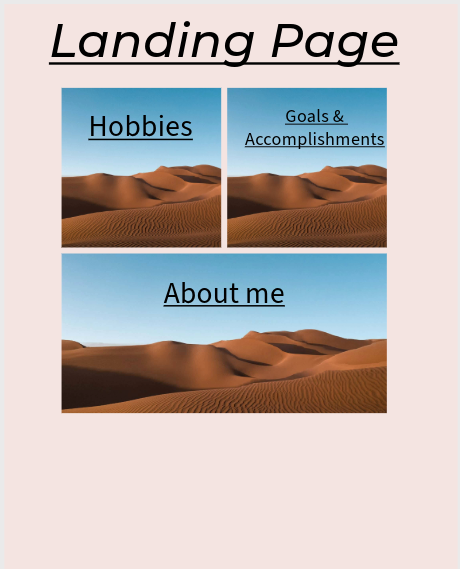 Landing Page
Hobbies
Goals &
Accomplishments
About me